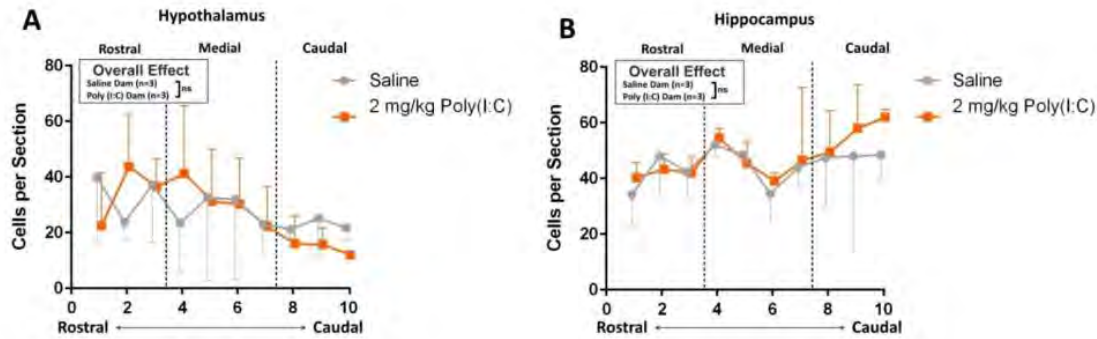 A
Hypothalamus
Rostral Medial Caudal
Overall Effect
Saline Dam (n=3)
Poly (I:C) Dam (n=3)
ns
Saline
2 mg/kg Poly(I:C)
Cells per Section
80
60
40
20
0
0 2 4 6 8 10
Rostral Caudal
B
Hippocampus
Rostral Medial Caudal
Overall Effect
Saline Dam (n=3)
Poly (I:C) Dam (n=3)
ns
Saline
2 mg/kg Poly(I:C)
Cells per Section
80
60
40
20
0
0 2 4 6 8 10
Rostral Caudal